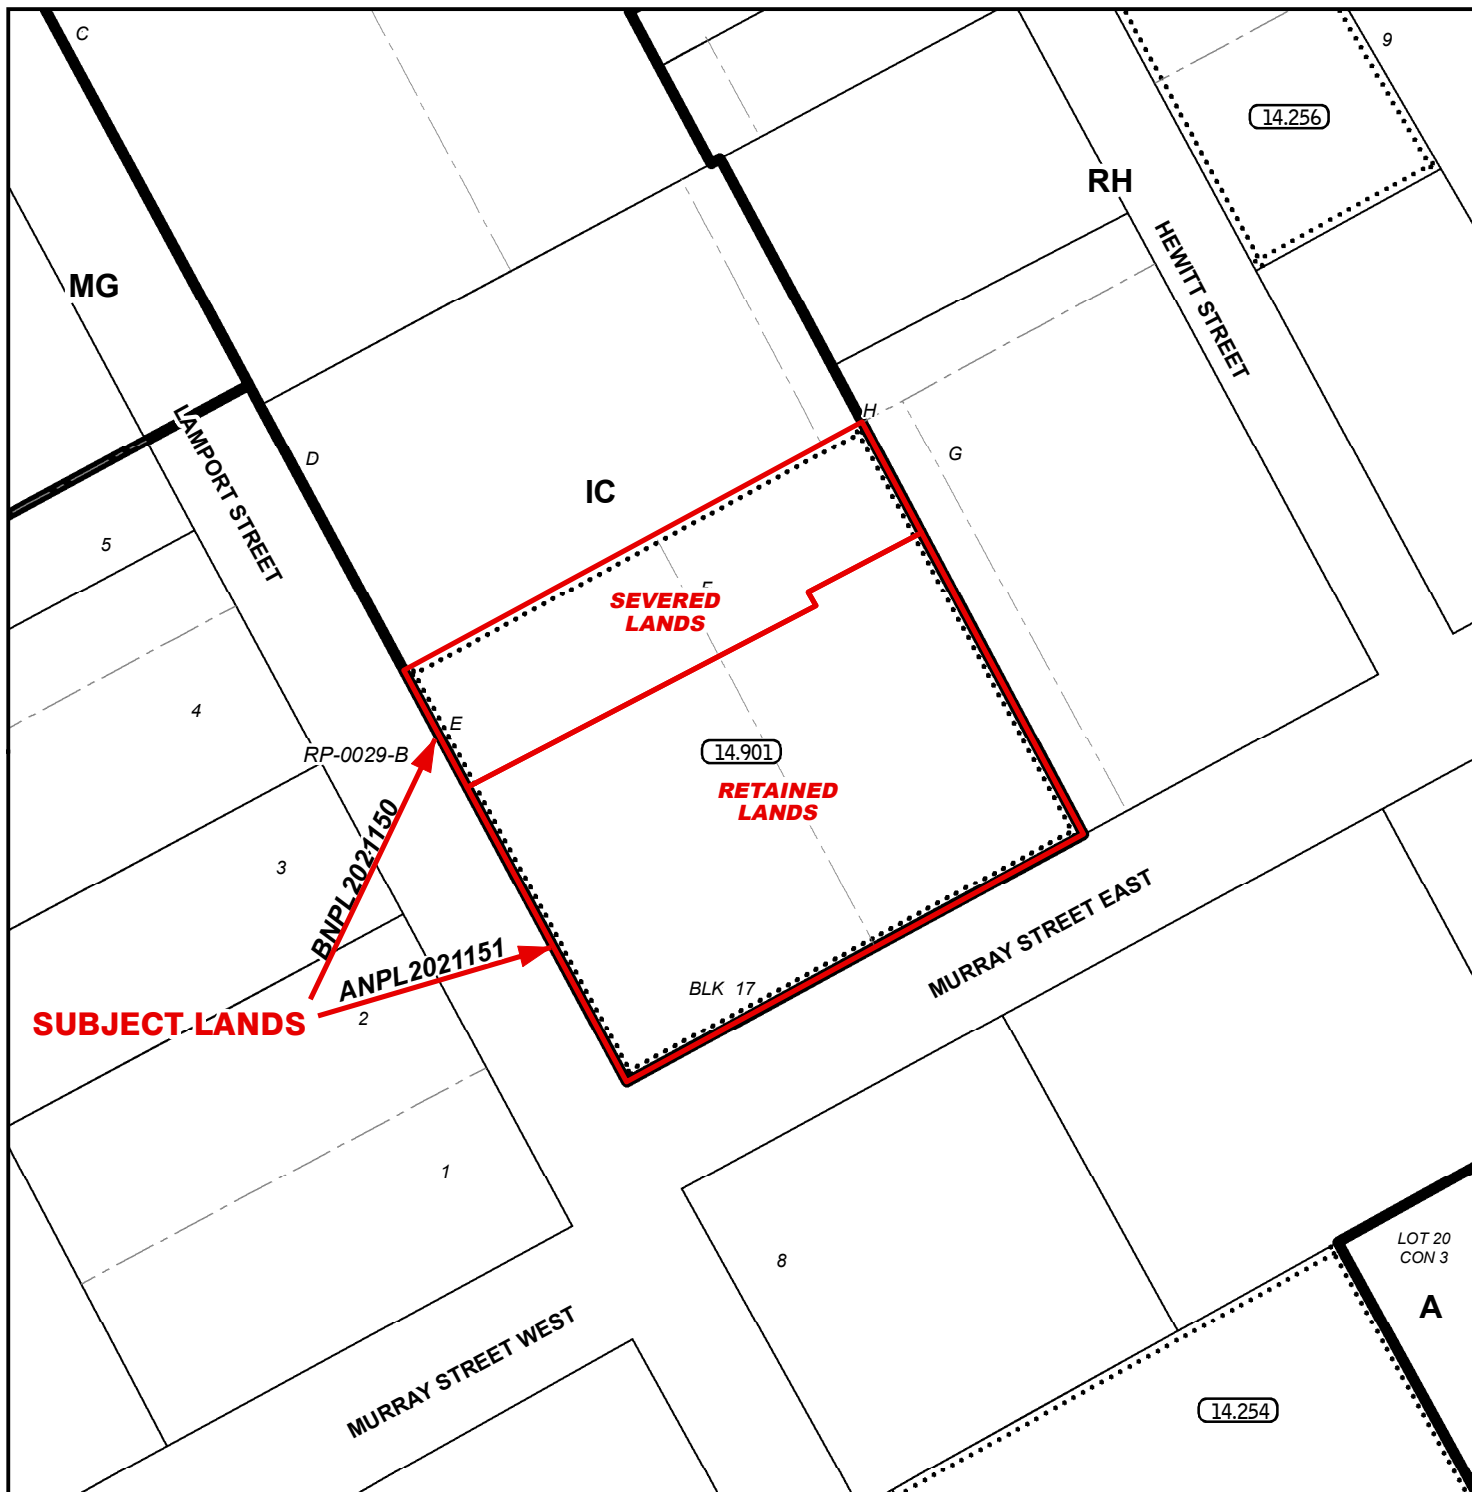 C
9
14.256
RH
HEWITT STREET
MG
H
LAMPORT STREET
D
G
IC
5
SEVERED
LANDS
4
E
RP-0029-B
14.901
RETAINED
LANDS
BNPL2021150
3
MURRAY STREET EAST
ANPL2021151
BLK 17
SUBJECT LANDS
2
1
8
LOT 20
CON 3
A
MURRAY STREET WEST
14.254